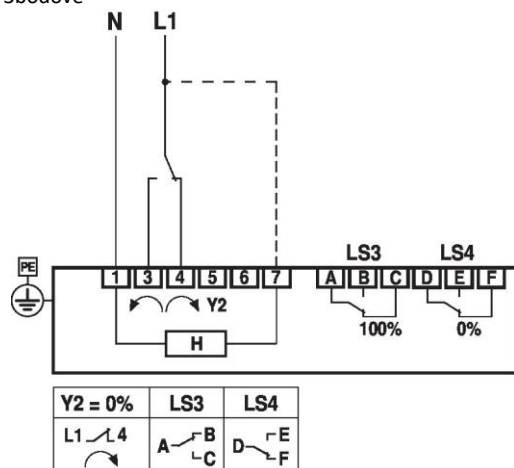 3bodové
N L1
PE
LS3 LS4
1 3 4 5 6 7 A B C D E F
Y2
100% 0%
H
Y2 = 0% LS3 LS4
L1 4 A B C D E F